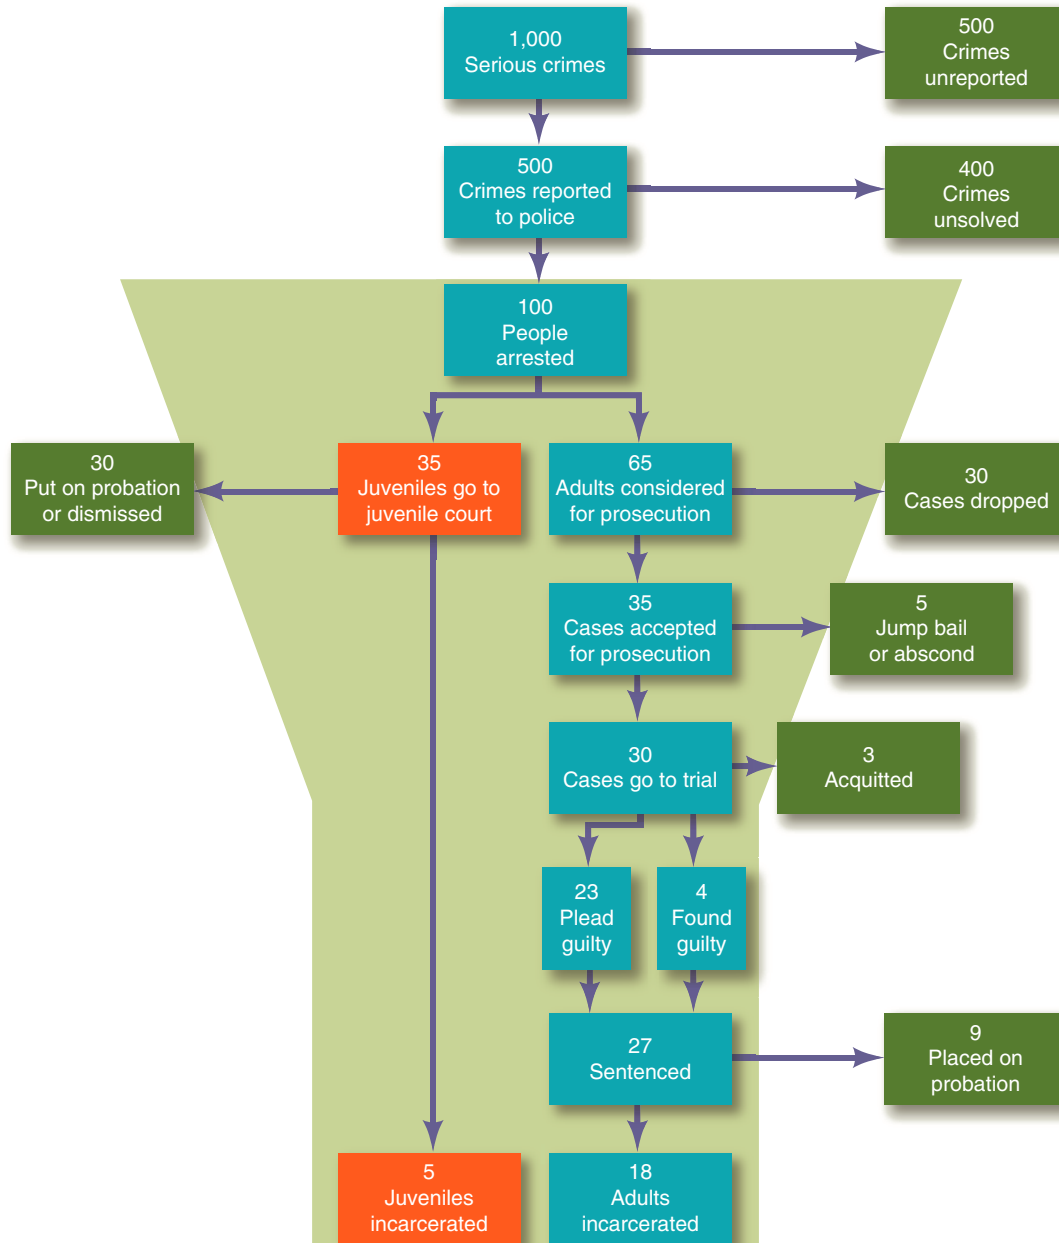 1,000
Serious crimes
500
Crimes
unreported
500
Crimes reported
to police
400
Crimes
unsolved
100
People
arrested
30
Put on probation
or dismissed
35
Juveniles go to
juvenile court
65
Adults considered
for prosecution
30
Cases dropped
35
Cases accepted
for prosecution
5
Jump bail
or abscond
30
Cases go to trial
3
Acquitted
23
Plead
guilty
4
Found
guilty
27
Sentenced
9
Placed on
probation
5
Juveniles
incarcerated
18
Adults
incarcerated